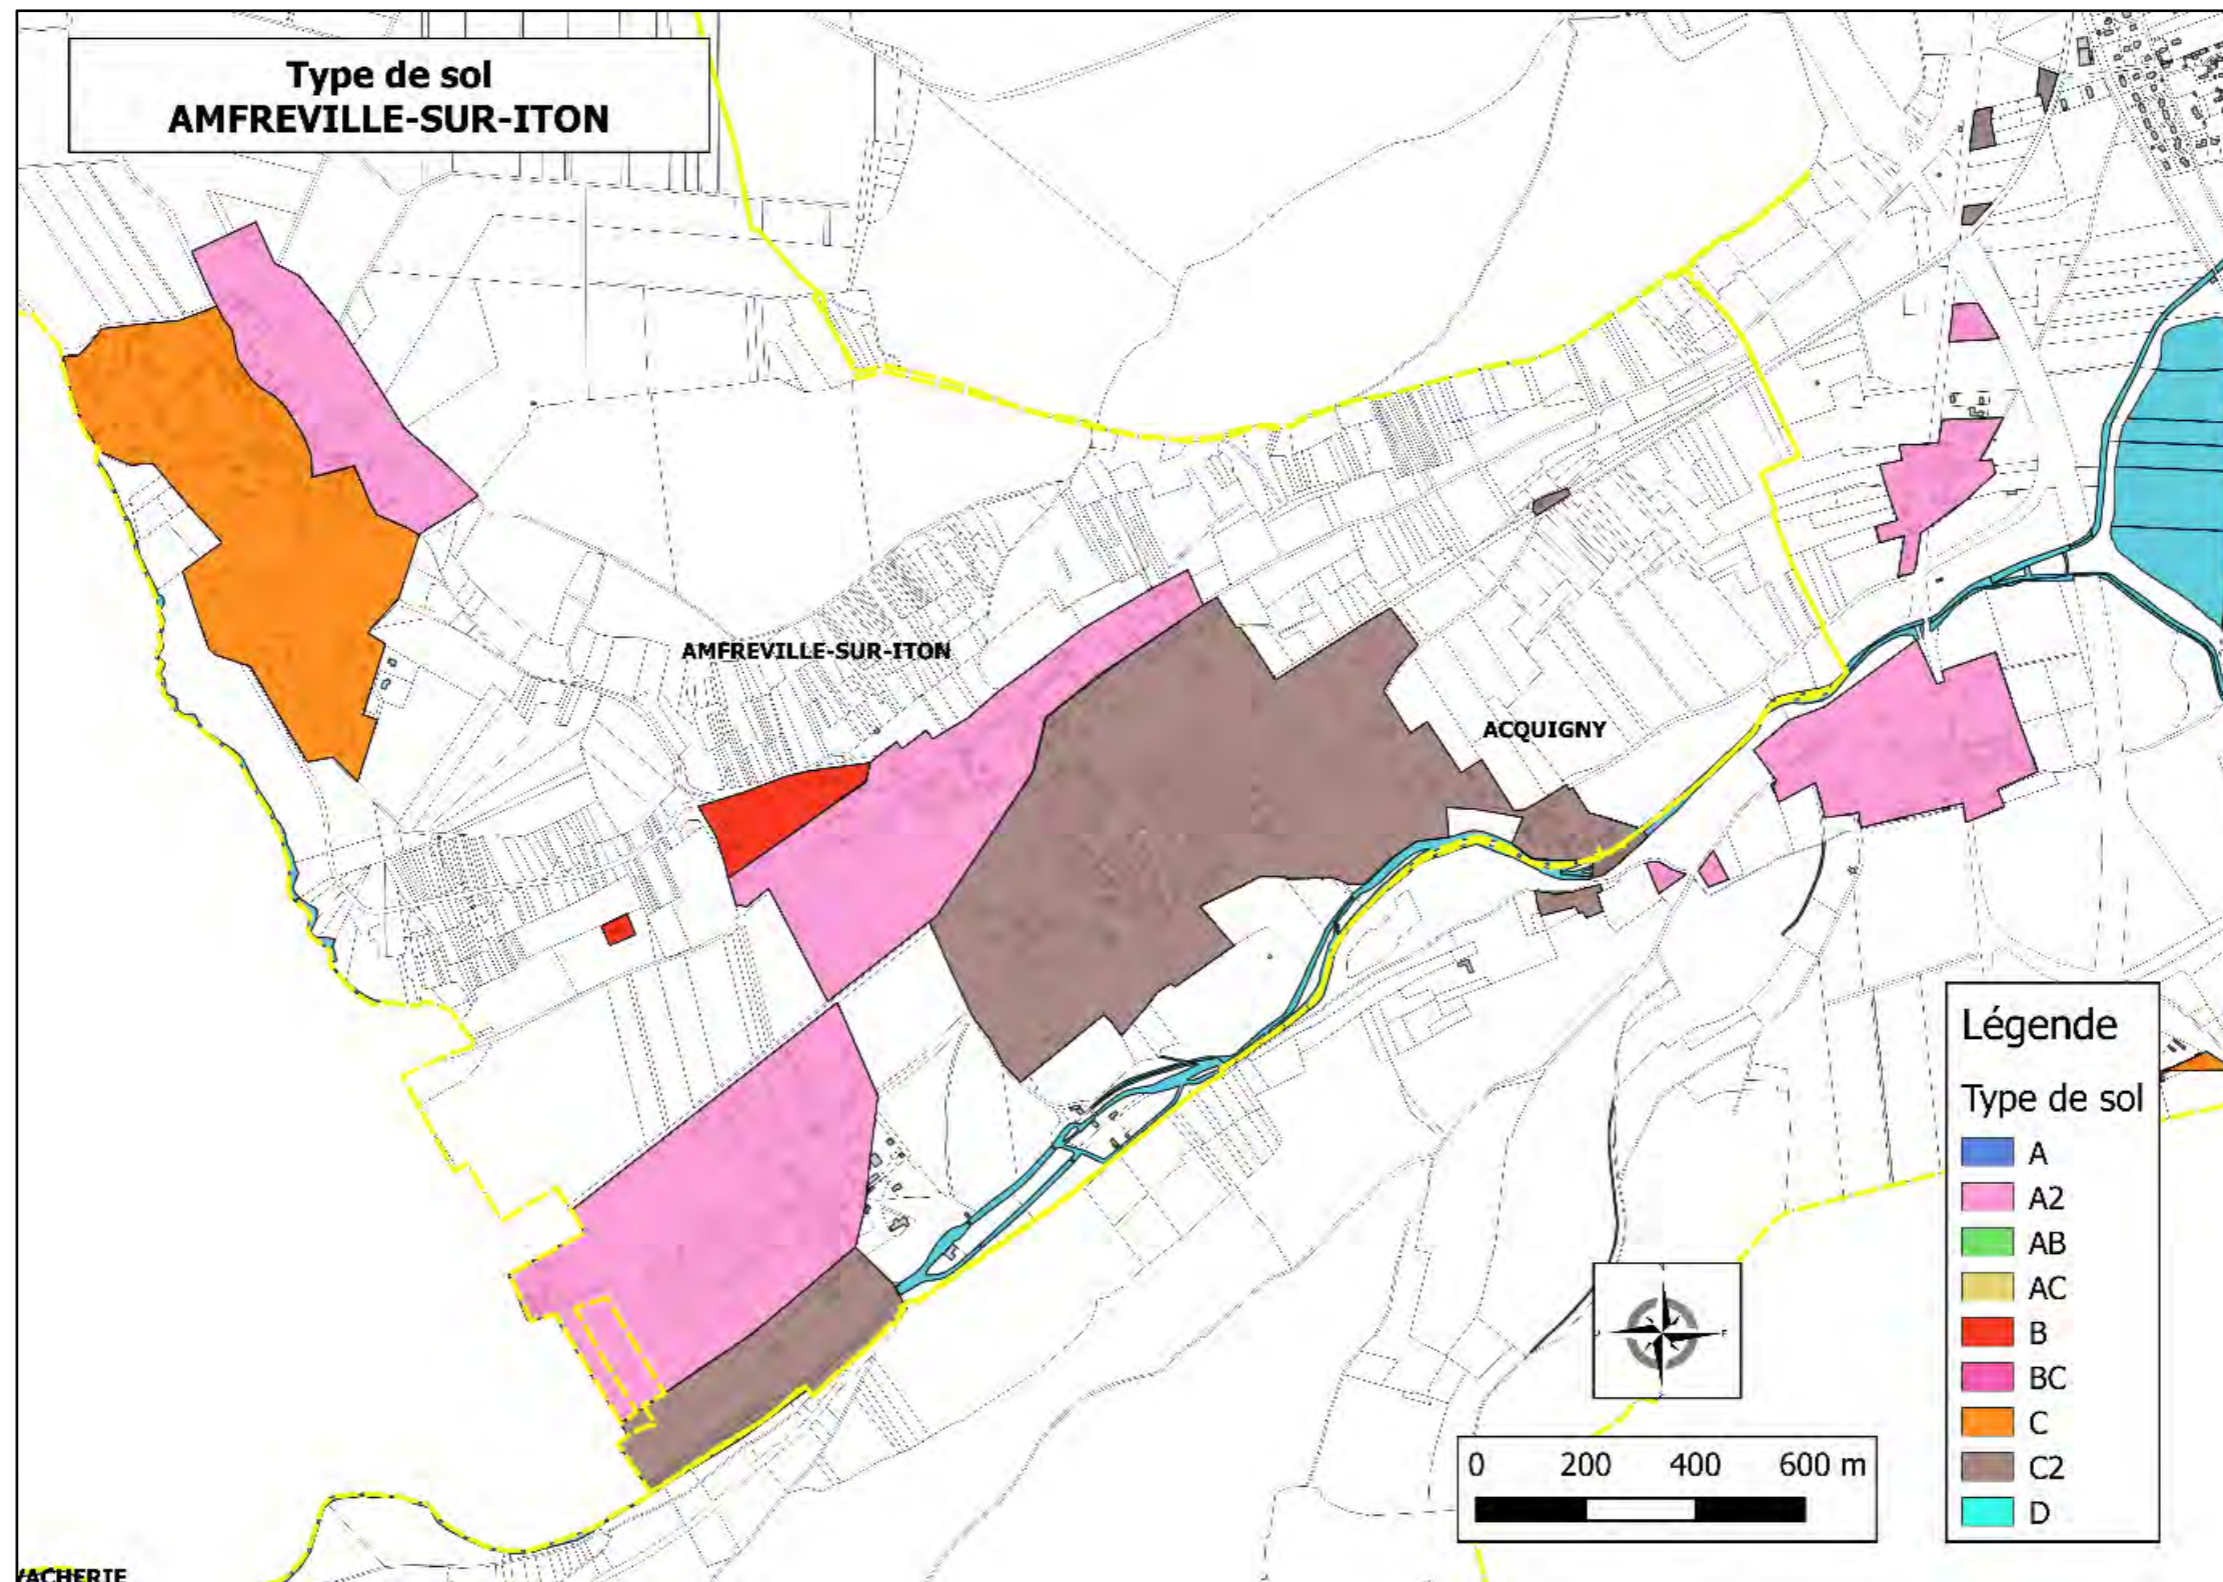 Type de sol
AMFREVILLE-SUR-ITON
AMFREVILLE-SUR-ITON
ACQUIGNY
Légende
Type de sol
A
A2
AB
AC
B
BC
C
C2
D
0 200 400 600 m
VACHERIE